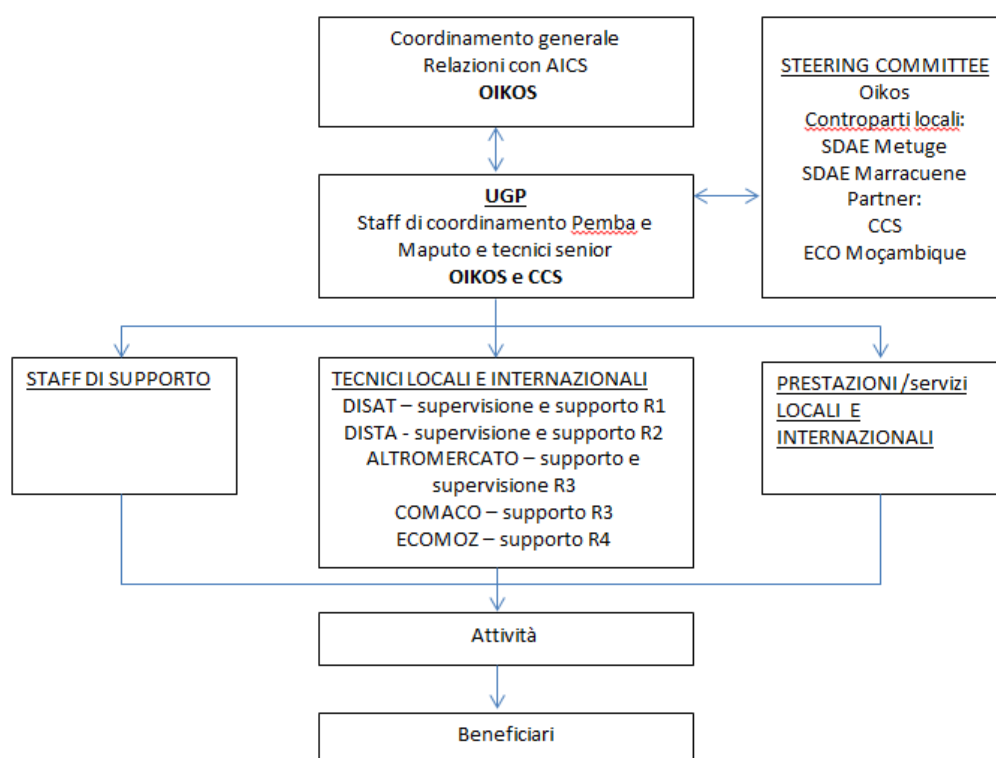 Coordinamento generale
Relazioni con AICS
OIKOS
STEERING COMMITTEE
Oikos
Controparti locali:
SDAE Metuge
SDAE Marracuene
Partner:
CCS
ECO Moçambique
UGP
Staff di coordinamento Pemba e
Maputo e tecnici senior
OIKOS e CCS
STAFF DI SUPPORTO
TECNICI LOCALI E INTERNAZIONALI
DISAT – supervisione e supporto R1
DISTA - supervisione e supporto R2
ALTROMERCATO – supporto e
supervisione R3
COMACO – supporto R3
ECOMOZ – supporto R4
PRESTAZIONI /servizi
LOCALI E
INTERNAZIONALI
Attività
Beneficiari